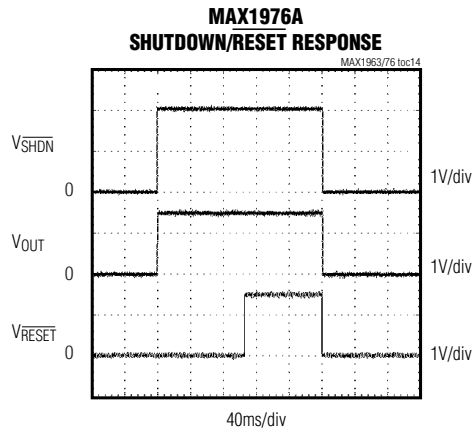 MAX1976A
SHUTDOWN/RESET RESPONSE
MAX1963/76 toc14
VSHDN
0
1V/div
VOUT
0
1V/div
VRESET
0
1V/div
40ms/div